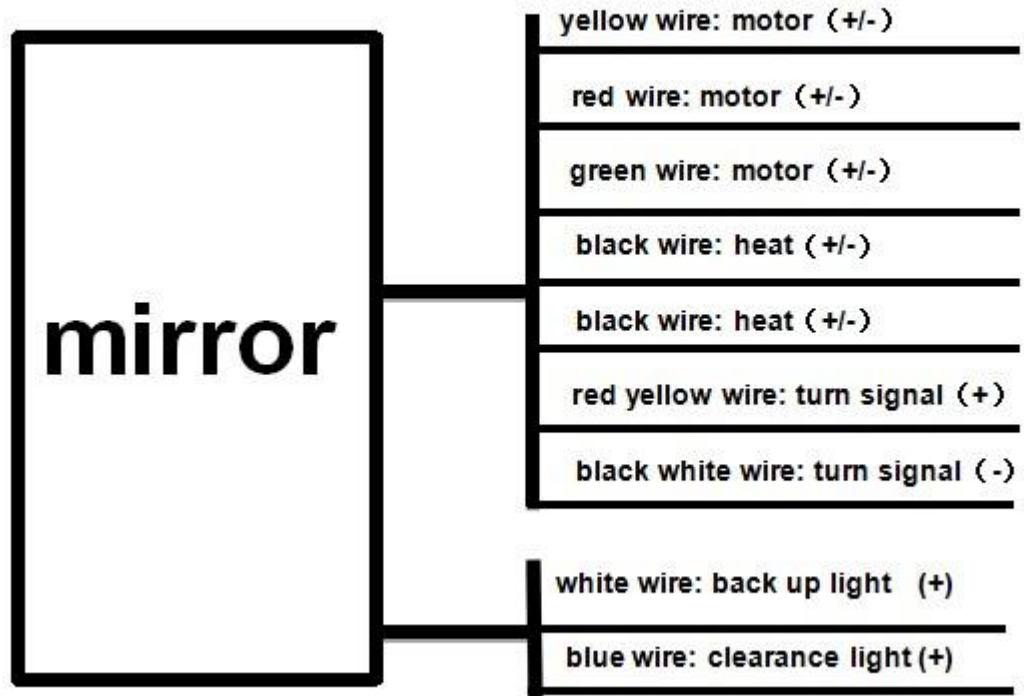 mirror
yellow wire: motor (+/-)
red wire: motor (+/-)
green wire: motor (+/-)
black wire: heat (+/-)
black wire: heat (+/-)
red yellow wire: turn signal (+)
black white wire: turn signal (-)
white wire: back up light (+)
blue wire: clearance light (+)